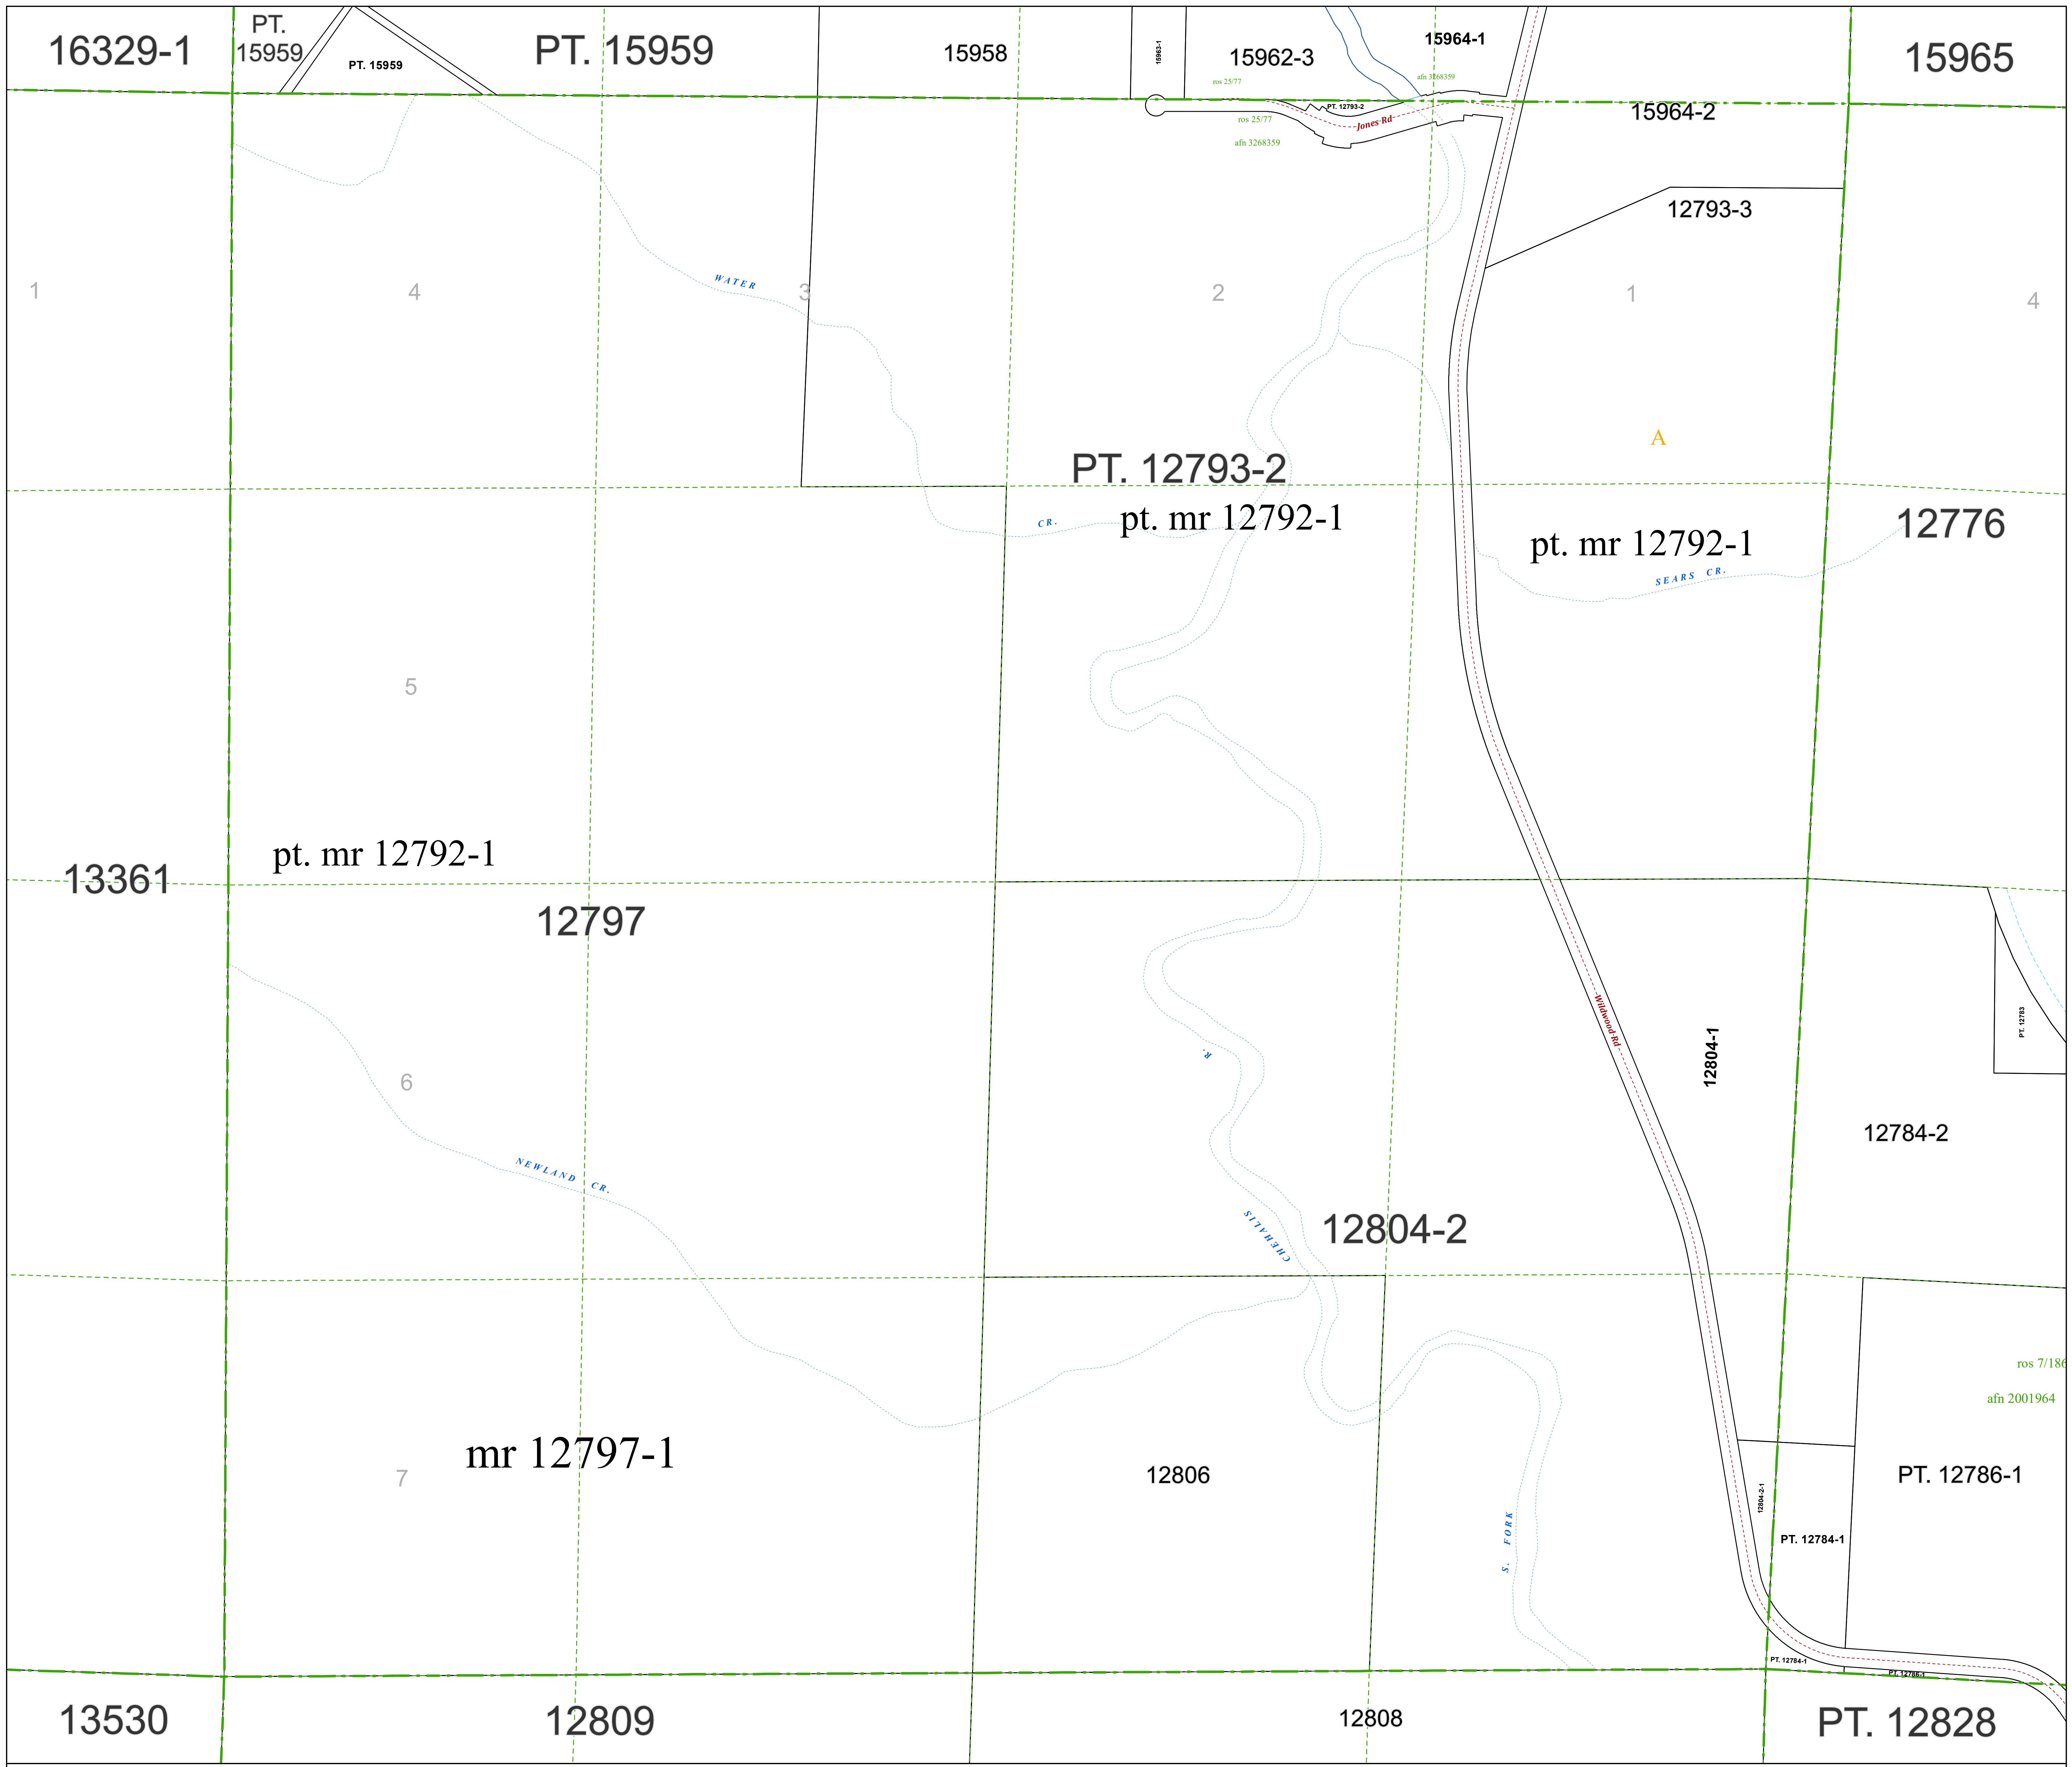 16329-1
PT.
15959
PT. 15959
PT. 15959
15958
15963-1
15962-3
15964-1
15965
ros 25/77
afn 3268359
PT. 12793-2
Jones Rd
15964-2
ros 25/77
afn 3268359
12793-3
WATER
1
4
3
2
1
4
A
PT. 12793-2
pt. mr 12792-1
CR.
pt. mr 12792-1
12776
SEARS CR.
5
pt. mr 12792-1
13361
12797
Wildwood Rd
12804-1
PT. 12783
R.
6
12784-2
NEWLAND CR.
CHEHALIS
12804-2
ros 7/186
afn 2001964
mr 12797-1
7
12806
PT. 12786-1
12804-2-1
S. FORK
PT. 12784-1
PT. 12784-1
PT. 12786-1
13530
12809
12808
PT. 12828